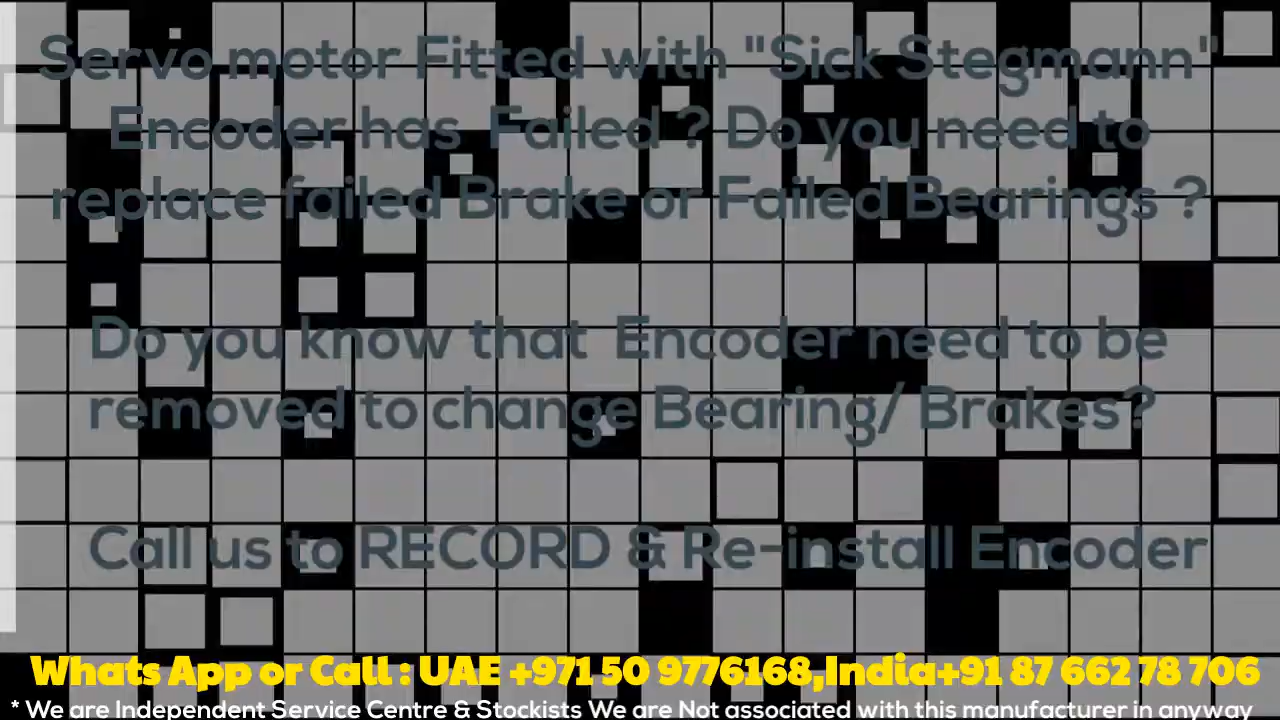 Servo motor Fitted with "Sick Stegmann"
Encoder has Failed ? Do you need to
replace failed Brake or Failed Bearings ?
Do you know that Encoder need to be
removed to change Bearing/ Brakes?
Call us to RECORD & Re-install Encoder
Whats App or Call : UAE +971 50 9776168,India+91 87 662 78 706
* We are Independent Service Centre & Stockists We are Not associated with this manufacturer in anyway